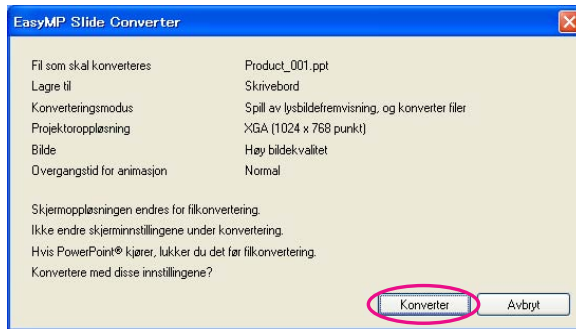 EasyMP Slide Converter
Fil som skal konverteres Product_001.ppt
Lagre til Skrivebord
Konverteringsmodus Spill av lysbildefremvisning, og konverter filer
Projektoroppløsning XGA (1024 x 768 punkt)
Bilde Høy bildekvalitet
Overgangstid for animasjon Normal
Skjermoppløsningen endres for filkonvertering.
Ikke endre skjerminnstillingene under konvertering.
Hvis PowerPoint® kjører, lukker du det før filkonvertering.
Konvertere med disse innstillingene?
Konverter Avbryt